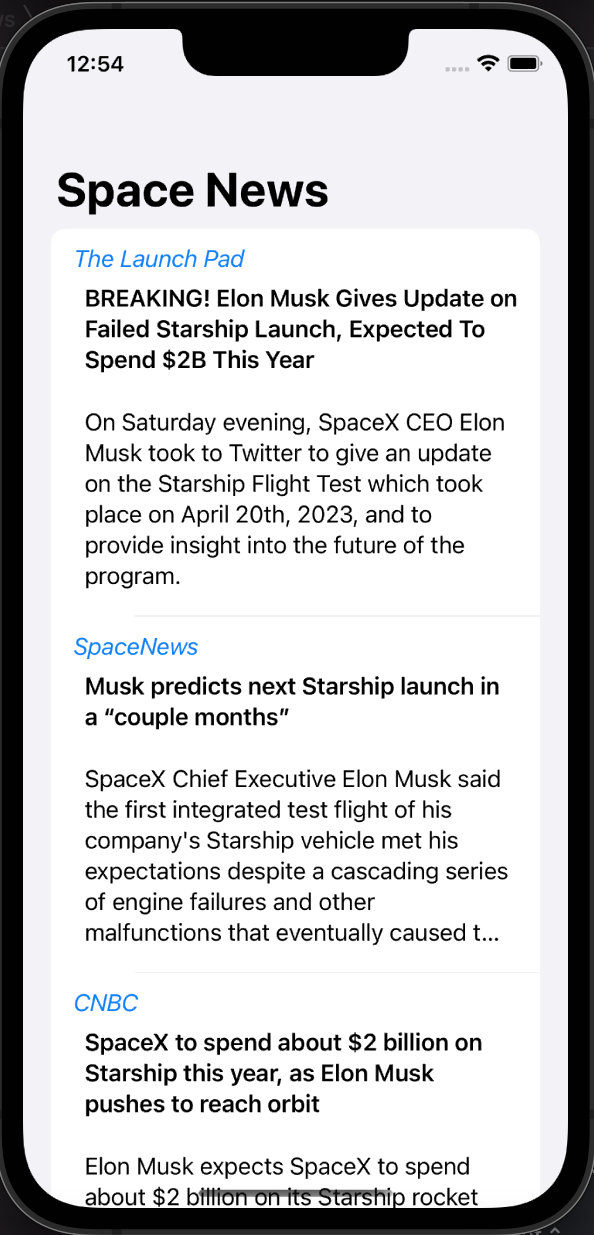 12:54
Space News
The Launch Pad
BREAKING! Elon Musk Gives Update on
Failed Starship Launch, Expected To
Spend $2B This Year
On Saturday evening, SpaceX CEO Elon
Musk took to Twitter to give an update
on the Starship Flight Test which took
place on April 20th, 2023, and to
provide insight into the future of the
program.
SpaceNews
Musk predicts next Starship launch in
a “couple months”
SpaceX Chief Executive Elon Musk said
the first integrated test flight of his
company's Starship vehicle met his
expectations despite a cascading series
of engine failures and other
malfunctions that eventually caused t...
CNBC
SpaceX to spend about $2 billion on
Starship this year, as Elon Musk
pushes to reach orbit
Elon Musk expects SpaceX to spend
about $2 billion on its Starship rocket